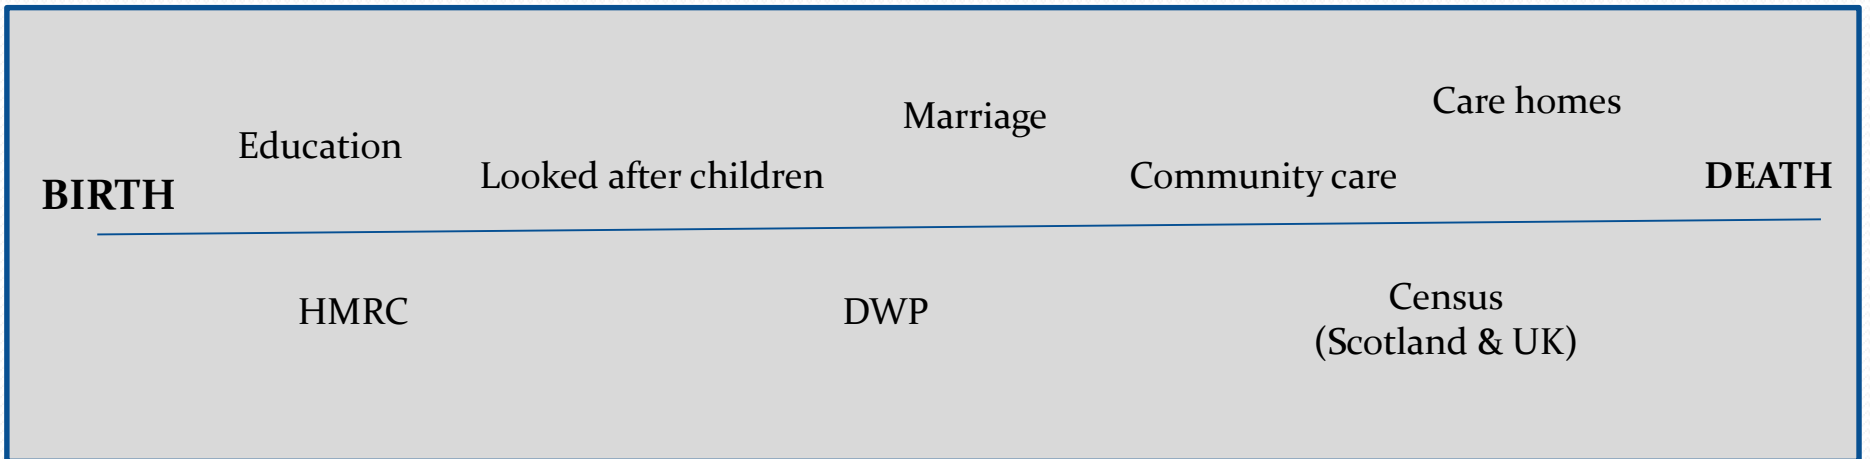 Care homes
Marriage
Education
Looked after children
Community care
DEATH
BIRTH
HMRC
DWP
Census
(Scotland & UK)